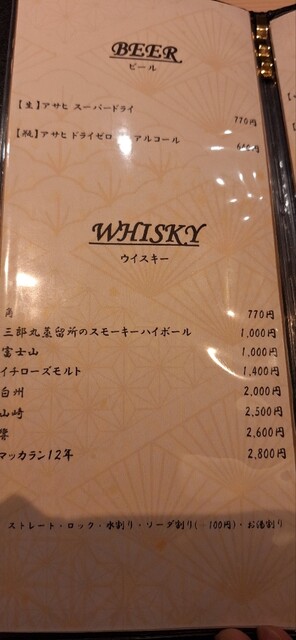 BEER
ビール
【生】アサヒ スーパードライ 770円
【瓶】アサヒ ドライゼロ アルコール
WHISKY
ウイスキー
角 770円
三郎丸蒸留所のスモーキーハイボール 1,000円
富士山 1,000円
イチローズモルト 1,400円
白州 2,000円
山崎 2,500円
響 2,600円
マッカラン12年 2,800円
ストレート・ロック・水割り・ソーダ割り(+100円)・お湯割り